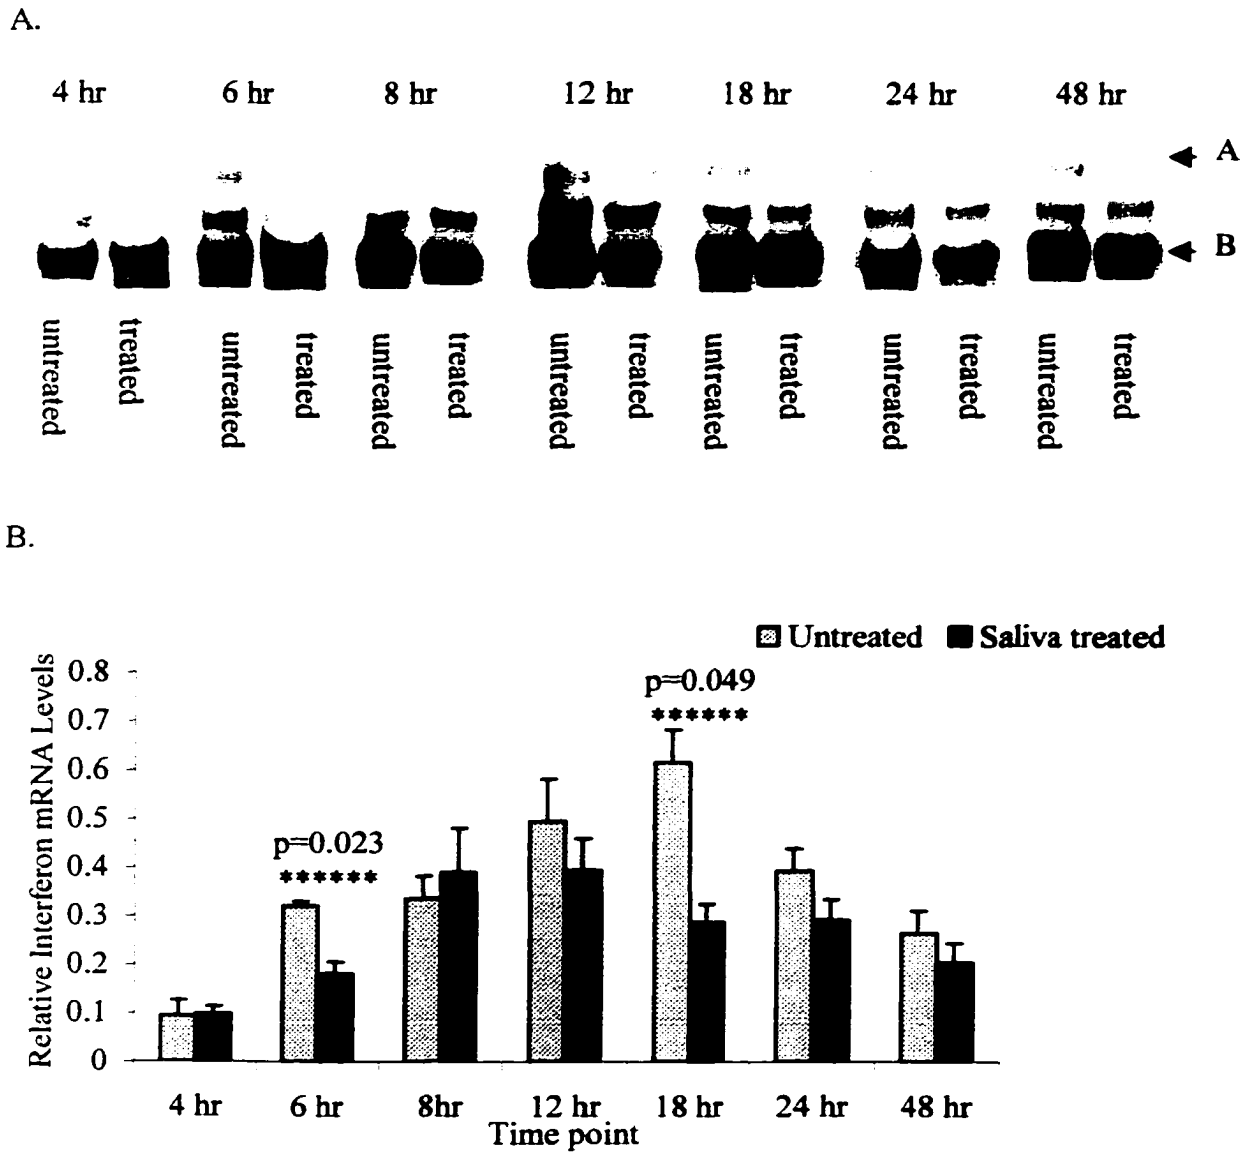 A.
4 hr 6 hr 8 hr 12 hr 18 hr 24 hr 48 hr
A
B
untreated treated untreated treated untreated treated untreated treated untreated treated untreated treated untreated treated
B.
Untreated Saliva treated
Relative Interferon mRNA Levels
0.8
0.7
0.6
0.5
0.4
0.3
0.2
0.1
0
p=0.049
******
p=0.023
******
4 hr 6 hr 8hr 12 hr 18 hr 24 hr 48 hr
Time point